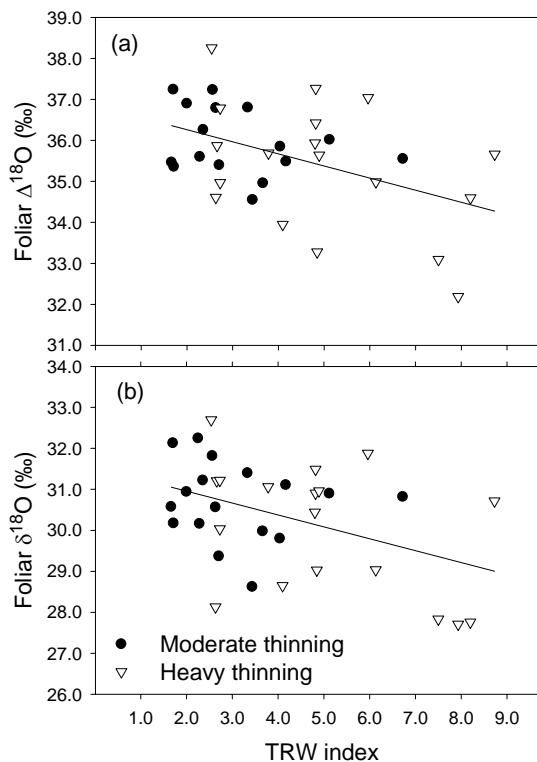 39.0
(a)
38.0
37.0
36.0
35.0
34.0
33.0
32.0
31.0
Foliar Δ¹⁸O (‰)
34.0
(b)
33.0
32.0
31.0
30.0
29.0
28.0
27.0
26.0
Foliar δ¹⁸O (‰)
Moderate thinning
Heavy thinning
1.0 2.0 3.0 4.0 5.0 6.0 7.0 8.0 9.0
TRW index